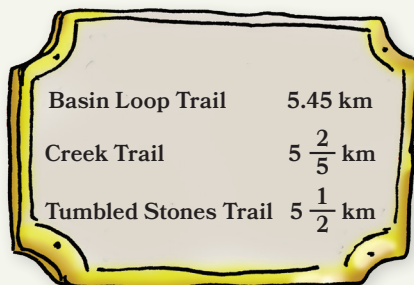 Basin Loop Trail 5.45 km
Creek Trail 5 2/5 km
Tumbled Stones Trail 5 1/2 km